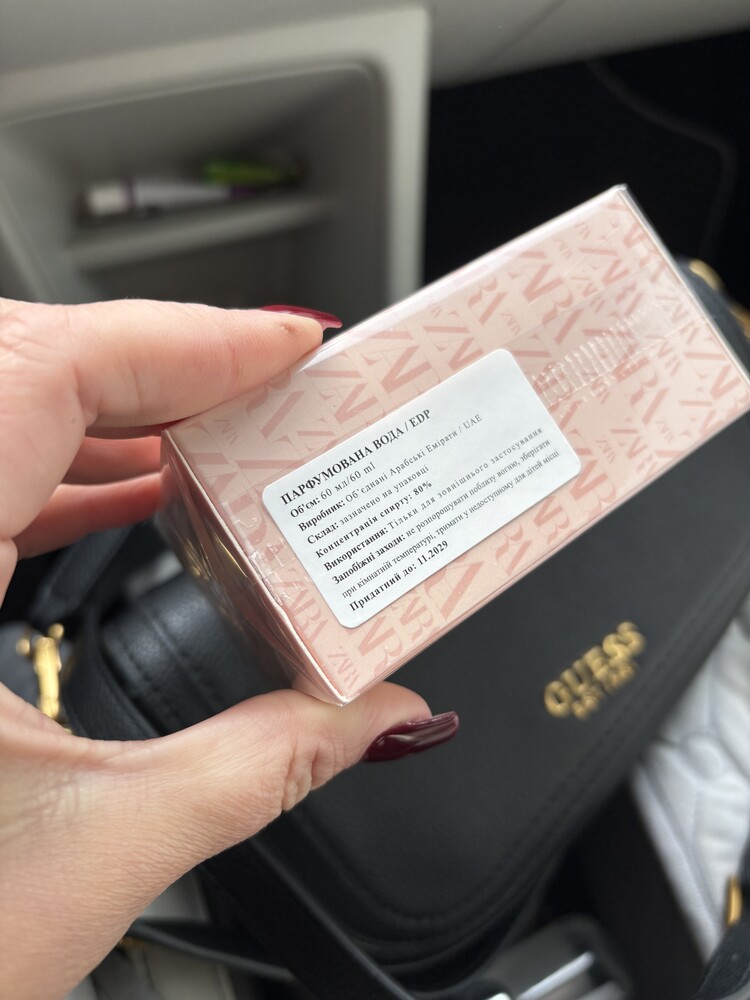 ПАРФУМОВАНА ВОДА / EDP
Об'єм: 60 мл/60 ml
Виробник: Об'єднані Арабські Емірати / UAE
Склад: зазначено на упаковці
Концентрація спирту: 80%
Використання: Тільки для зовнішнього застосування
Запобіжні заходи: не розпорошувати поблизу вогню, зберігати
при кімнатній температурі, тримати у недоступному для дітей місці
Придатний до: 11.2029
GUESS